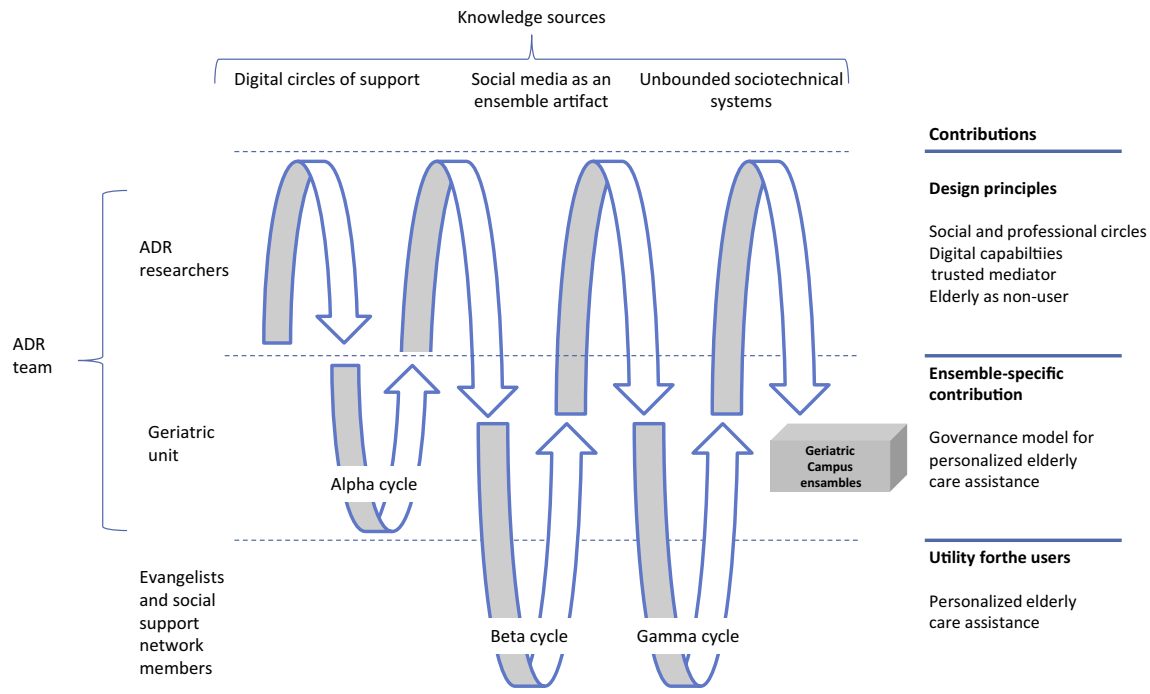 Knowledge sources
Digital circles of support
Social media as an
ensemble artifact
Unbounded sociotechnical
systems
Contributions
Design principles
Social and professional circles
Digital capabiltiies
trusted mediator
Elderly as non-user
ADR
researchers
ADR
team
Ensemble-specific
contribution
Governance model for
personalized elderly
care assistance
Geriatric
unit
Geriatric
Campus
ensambles
Alpha cycle
Utility forthe users
Personalized elderly
care assistance
Evangelists
and social
support
network
members
Beta cycle
Gamma cycle